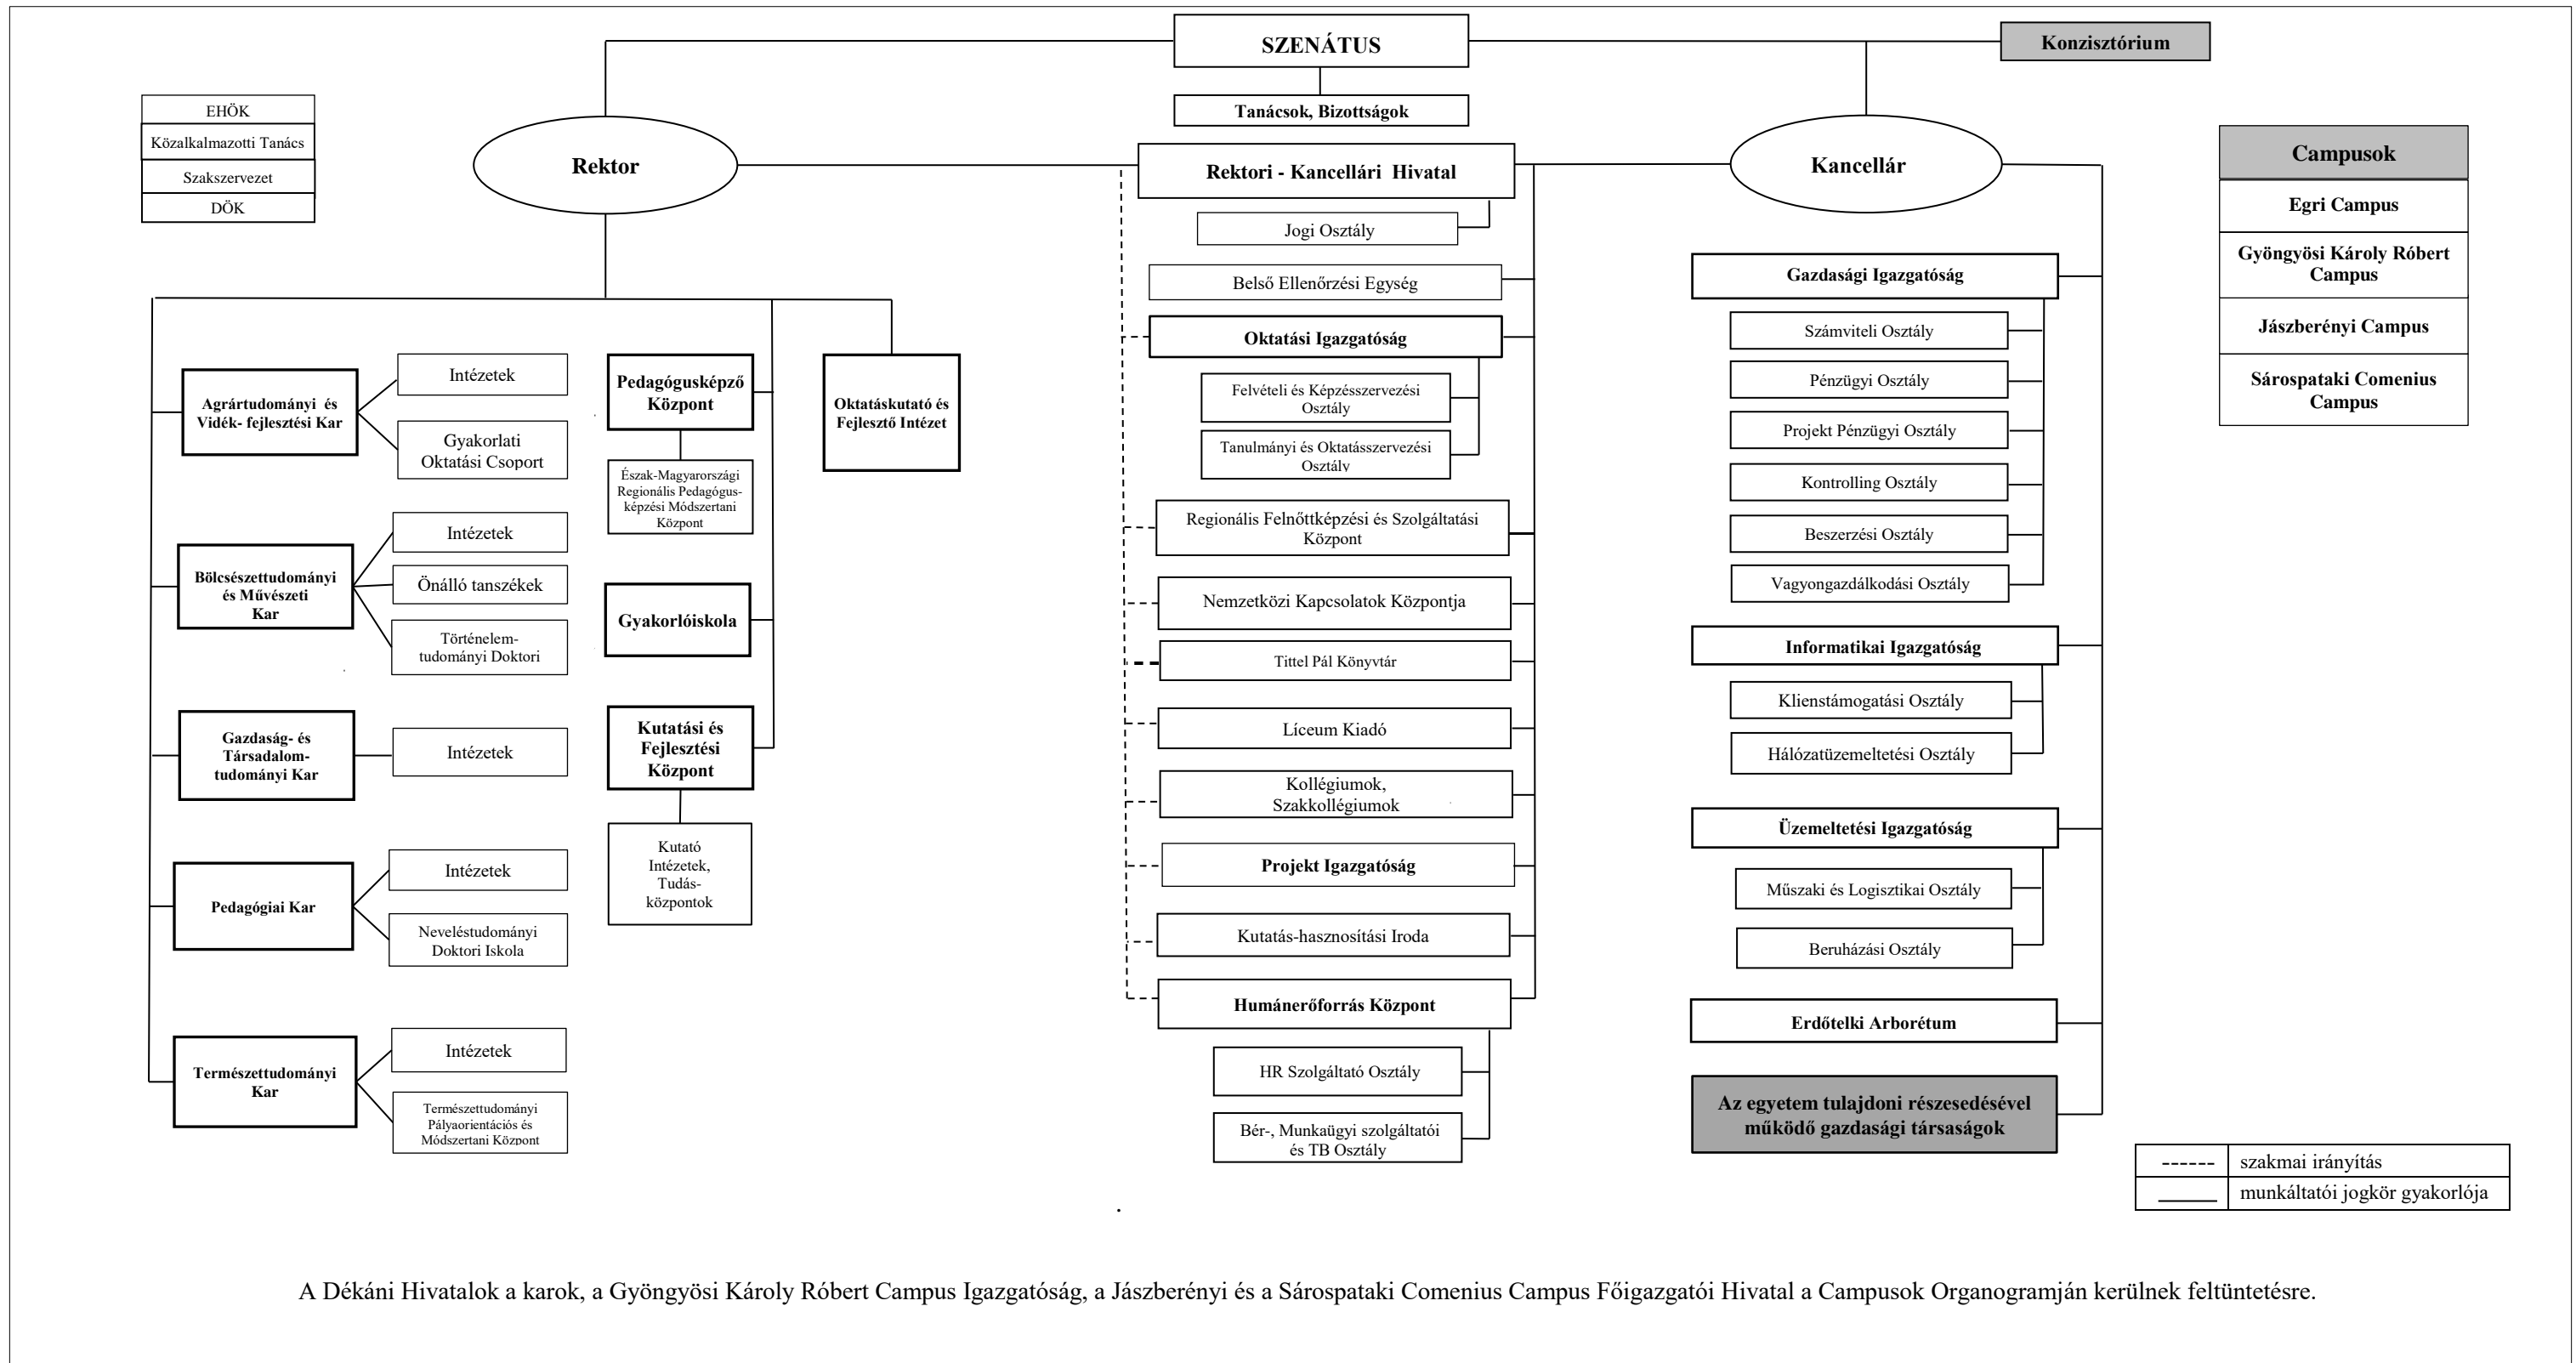 SZENÁTUS
Konzisztórium
Tanácsok, Bizottságok
EHÖK
Közalkalmazotti Tanács
Szakszervezet
DÖK
Rektor
Rektori - Kancellári Hivatal
Kancellár
Jogi Osztály
Belső Ellenőrzési Egység
Oktatási Igazgatóság
Felvételi és Képzésszervezési
Osztály
Tanulmányi és Oktatásszervezési
Osztály
Regionális Felnőttképzési és Szolgáltatási
Központ
Nemzetközi Kapcsolatok Központja
Tittel Pál Könyvtár
Líceum Kiadó
Kollégiumok,
Szakkollégiumok
Projekt Igazgatóság
Kutatás-hasznosítási Iroda
Humánerőforrás Központ
HR Szolgáltató Osztály
Bér-, Munkaügyi szolgáltatói
és TB Osztály
Agrártudományi és
Vidék- fejlesztési Kar
Intézetek
Gyakorlati
Oktatási Csoport
Bölcsészettudományi
és Művészeti
Kar
Intézetek
Önálló tanszékek
Történelem-
tudományi Doktori
Gazdaság- és
Társadalom-
tudományi Kar
Intézetek
Pedagógiai Kar
Intézetek
Neveléstudományi
Doktori Iskola
Természettudományi
Kar
Intézetek
Természettudományi
Pályaorientációs és
Módszertani Központ
Pedagógusképző
Központ
Észak-Magyarországi
Regionális Pedagógus-
képzési Módszertani
Központ
Gyakorlóiskola
Kutatási és
Fejlesztési
Központ
Kutató
Intézetek,
Tudás-
központok
Oktatáskutató és
Fejlesztő Intézet
Gazdasági Igazgatóság
Számviteli Osztály
Pénzügyi Osztály
Projekt Pénzügyi Osztály
Kontrolling Osztály
Beszerzési Osztály
Vagyongazdálkodási Osztály
Informatikai Igazgatóság
Klienstámogatási Osztály
Hálózatüzemeltetési Osztály
Üzemeltetési Igazgatóság
Műszaki és Logisztikai Osztály
Beruházási Osztály
Erdőtelki Arborétum
Az egyetem tulajdoni részesedésével
működő gazdasági társaságok
Campusok
Egri Campus
Gyöngyösi Károly Róbert
Campus
Jászberényi Campus
Sárospataki Comenius
Campus
szakmai irányítás
munkáltatói jogkör gyakorlója
A Dékáni Hivatalok a karok, a Gyöngyösi Károly Róbert Campus Igazgatóság, a Jászberényi és a Sárospataki Comenius Campus Főigazgatói Hivatal a Campusok Organogramján kerülnek feltüntetésre.